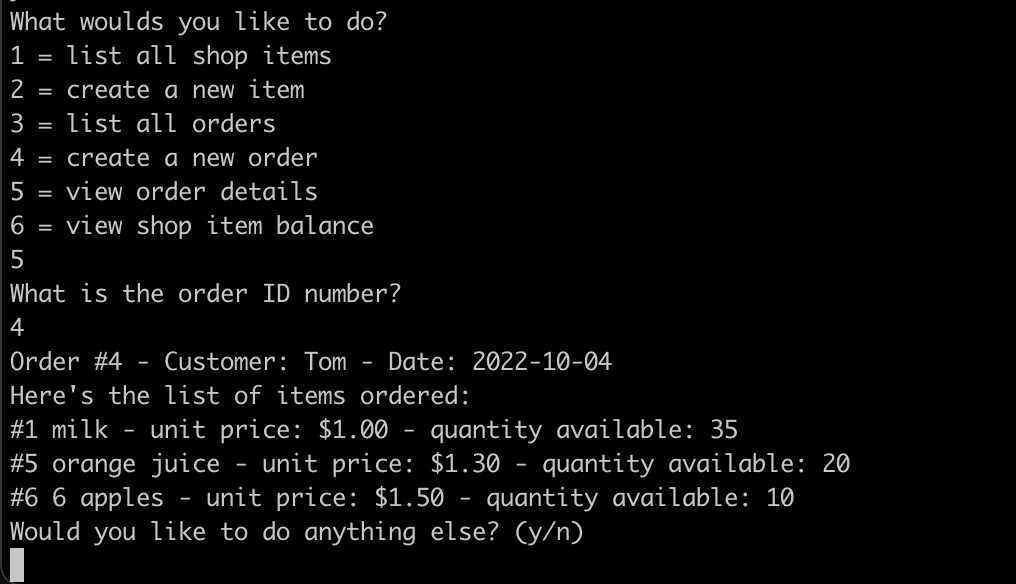 What woulds you like to do?
1 = list all shop items
2 = create a new item
3 = list all orders
4 = create a new order
5 = view order details
6 = view shop item balance
5
What is the order ID number?
4
Order #4 - Customer: Tom - Date: 2022-10-04
Here's the list of items ordered:
#1 milk - unit price: $1.00 - quantity available: 35
#5 orange juice - unit price: $1.30 - quantity available: 20
#6 6 apples - unit price: $1.50 - quantity available: 10
Would you like to do anything else? (y/n)